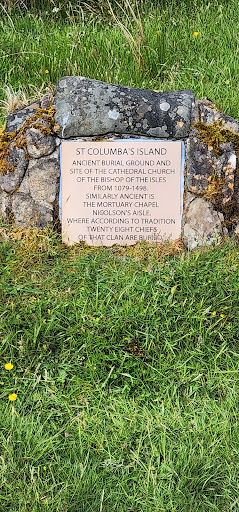 ST COLUMBA'S ISLAND
ANCIENT BURIAL GROUND AND
SITE OF THE CATHEDRAL CHURCH
OF THE BISHOP OF THE ISLES
FROM 1079-1498.
SIMILARLY ANCIENT IS
THE MORTUARY CHAPEL
NICOLSON'S AISLE,
WHERE ACCORDING TO TRADITION
TWENTY EIGHT CHIEFS
OF THAT CLAN ARE BURIED